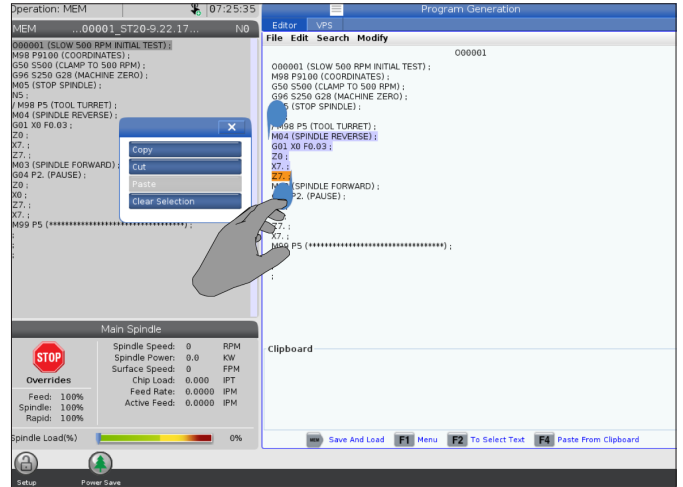 Operation: MEM
07:25:35
Program Generation
MEM ...00001_ST20-9.22.17... N0
O00001 (SLOW 500 RPM INITIAL TEST) ;
M98 P9100 (COORDINATES) ;
G50 S500 (CLAMP TO 500 RPM) ;
G96 S250 G28 (MACHINE ZERO) ;
M05 (STOP SPINDLE) ;
N5 ;
/ M98 P5 (TOOL TURRET) ;
M04 (SPINDLE REVERSE) ;
G01 X0 F0.03 ;
Z0 ;
X7. ;
Z7. ;
M03 (SPINDLE FORWARD)
G04 P2. (PAUSE) ;
Z0 ;
X0 ;
Z7. ;
X7. ;
M99 P5 (*********************************) ;
;
;
;
X
Copy
Cut
Paste
Clear Selection
Editor VPS
File Edit Search Modify
O00001
O00001 (SLOW 500 RPM INITIAL TEST) ;
M98 P9100 (COORDINATES) ;
G50 S500 (CLAMP TO 500 RPM) ;
G96 S250 G28 (MACHINE ZERO) ;
(STOP SPINDLE) ;
;
/ M98 P5 (TOOL TURRET) ;
M04 (SPINDLE REVERSE) ;
G01 X0 F0.03 ;
Z0 ;
X7. ;
Z7. ;
(SPINDLE FORWARD) ;
P2. (PAUSE) ;
Z7. ;
X7. ;
M99 P5 (*********************************) ;
;
;
Clipboard
Main Spindle
STOP
Overrides
Feed: 100%
Spindle: 100%
Rapid: 100%
Spindle Speed: 0 RPM
Spindle Power: 0.0 KW
Surface Speed: 0 FPM
Chip Load: 0.000 IPT
Feed Rate: 0.0000 IPM
Active Feed: 0.0000 IPM
Spindle Load(%) 0%
MEM Save And Load F1 Menu F2 To Select Text F4 Paste From Clipboard
Setup Power Save